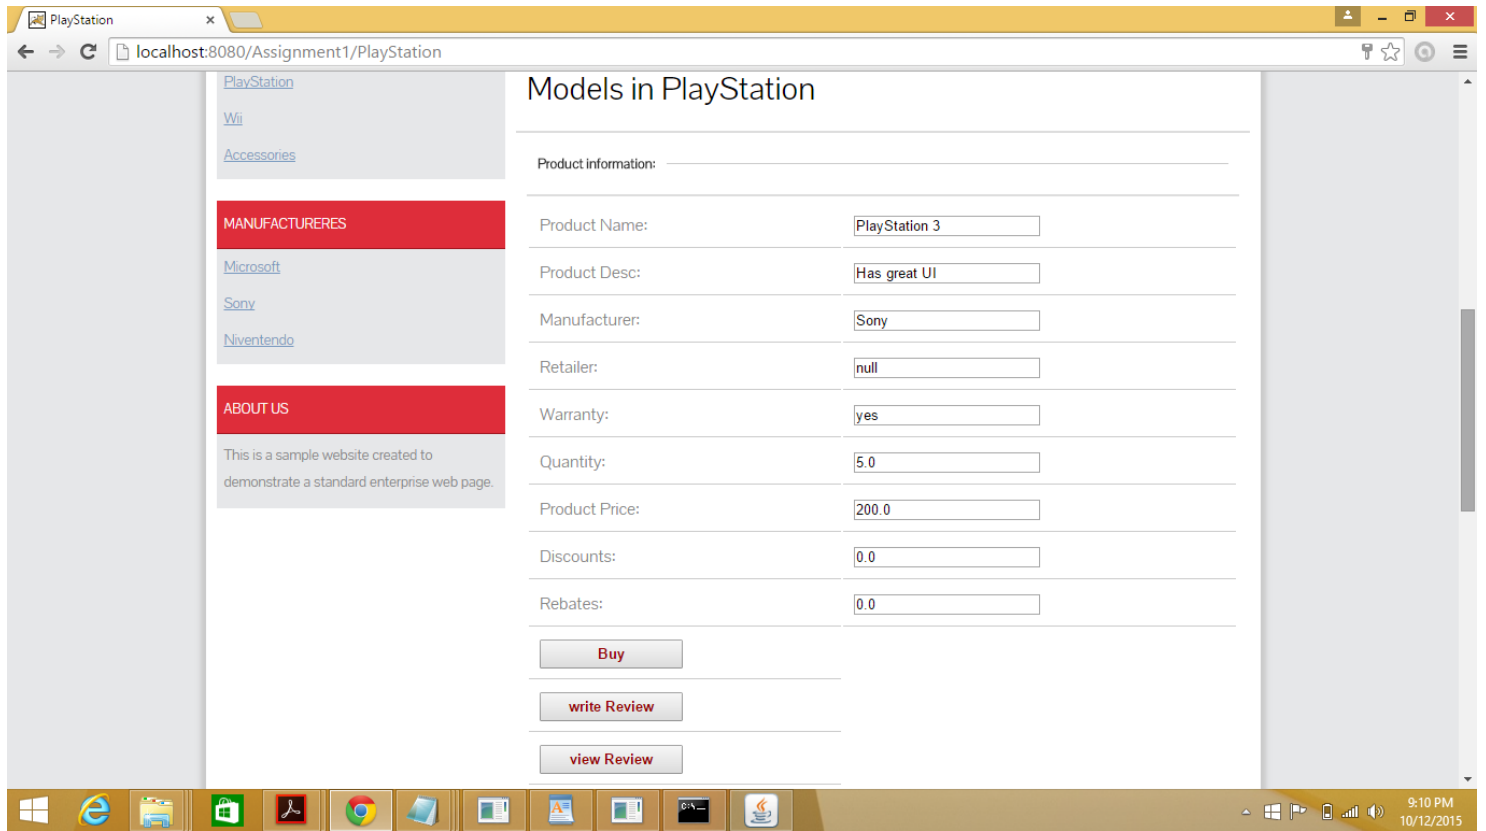 PlayStation
localhost:8080/Assignment1/PlayStation
PlayStation
Wii
Accessories
MANUFACTURERES
Microsoft
Sony
Niventendo
ABOUT US
This is a sample website created to
demonstrate a standard enterprise web page.
Models in PlayStation
Product information:
Product Name: PlayStation 3
Product Desc: Has great UI
Manufacturer: Sony
Retailer: null
Warranty: yes
Quantity: 5.0
Product Price: 200.0
Discounts: 0.0
Rebates: 0.0
Buy
write Review
view Review
C:\_
9:10 PM
10/12/2015